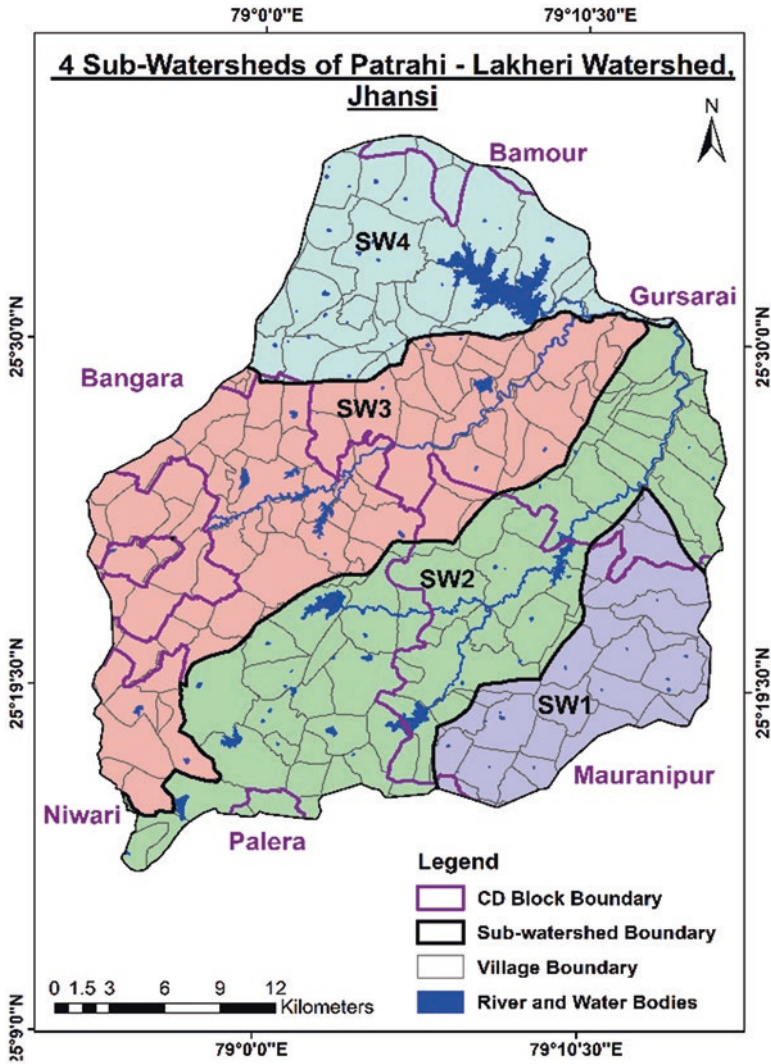 79°0'0"E 79°10'30"E
4 Sub-Watersheds of Patrahi - Lakheri Watershed,
Jhansi
N
Bamour
SW4
Gursarai
25°30'0"N 25°30'0"N
Bangara
SW3
SW2
25°19'30"N 25°19'30"N
SW1
Mauranipur
Niwari
Palera
Legend
CD Block Boundary
Sub-watershed Boundary
Village Boundary
River and Water Bodies
0 1.5 3 6 9 12
Kilometers
25°9'0"N
79°0'0"E 79°10'30"E